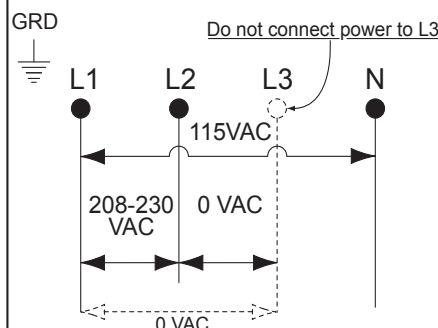 GRD
Do not connect power to L3
L1 L2 L3 N
115VAC
208-230 0 VAC
VAC
0 VAC